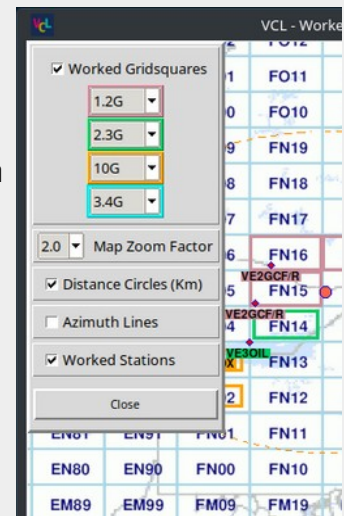 VCL
VCL - Worke
Worked Gridsquares
1.2G
2.3G
10G
3.4G
2.0 Map Zoom Factor
Distance Circles (Km)
Azimuth Lines
Worked Stations
Close
FO11
FO10
FN19
FN18
FN17
FN16
VE2GCF/R
FN15
VE2GCF/R
FN14
VE3OIL
FN13
FN12
FN01 FN11
EN80 EN90 FN00 FN10
EM89 EM99 FM09 FM19